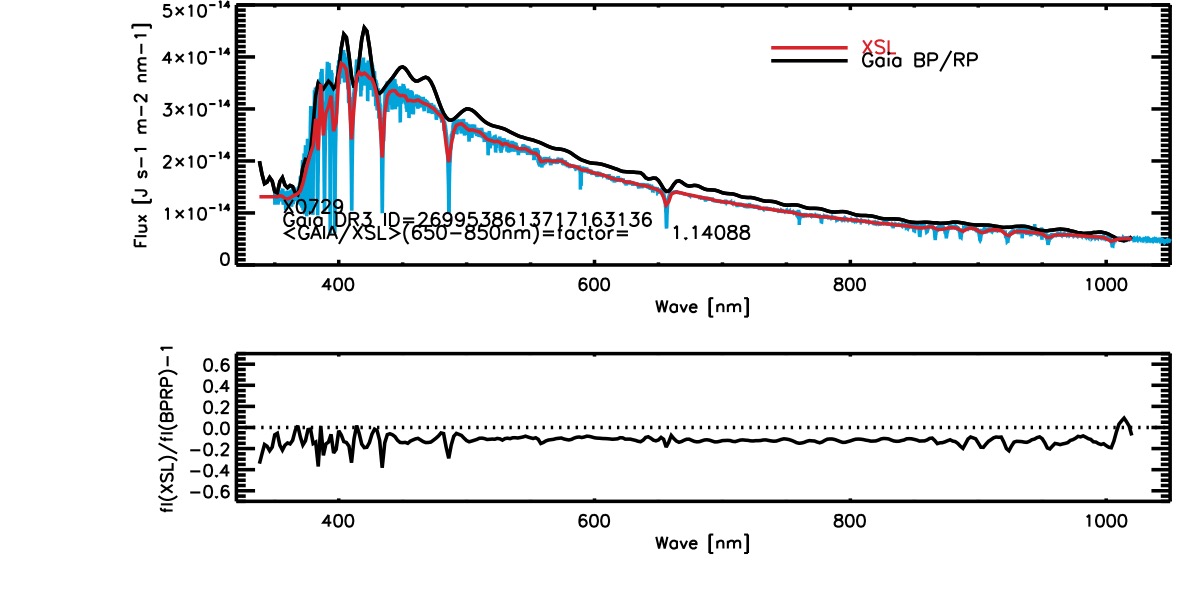 5×10−14
4×10−14
3×10−14
2×10−14
1×10−14
0
Flux [J s−1 m−2 nm−1]
XSL
Gaia BP/RP
X0729
Gaia DR3 ID=2699538613717163136
<GAIA/XSL>(650−850nm)=factor= 1.14088
400 600 800 1000
Wave [nm]
fl(XSL)/fl(BPRP)−1
0.6
0.4
0.2
0.0
−0.2
−0.4
−0.6
400 600 800 1000
Wave [nm]